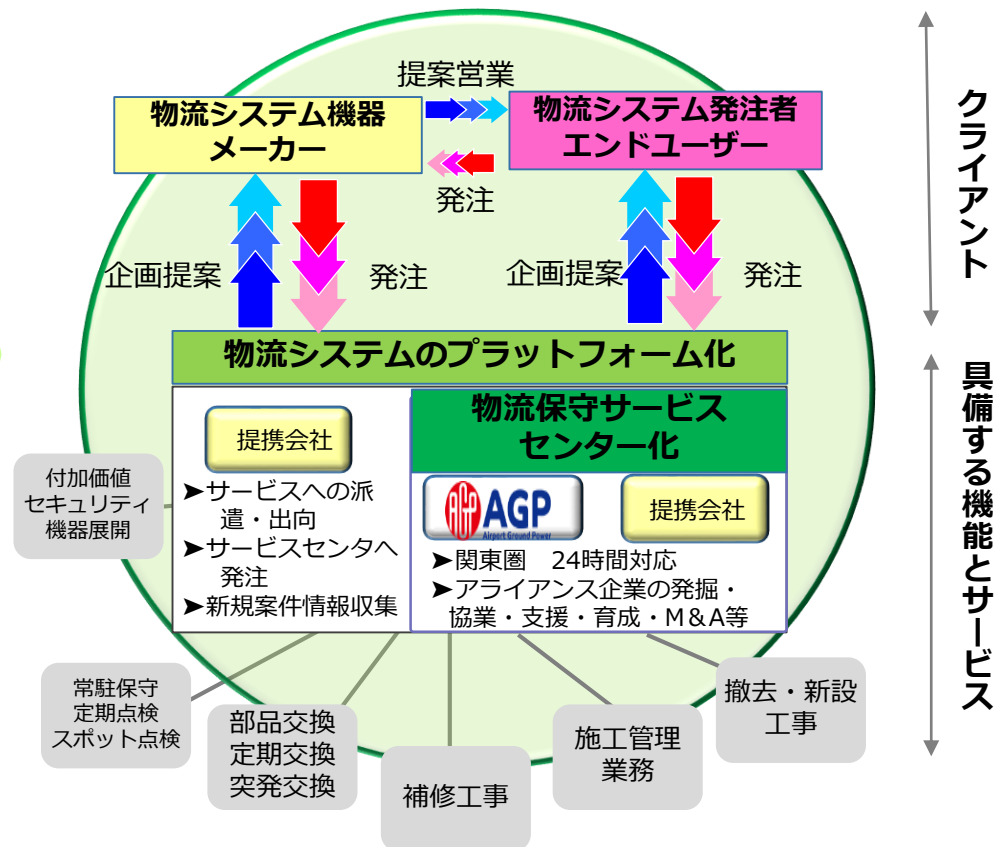 提案営業
物流システム機器
メーカー
物流システム発注者
エンドユーザー
発注
企画提案
発注
企画提案
発注
クライアント
物流システムのプラットフォーム化
提携会社
➤サービスへの派
遣・出向
➤サービスセンタへ
発注
➤新規案件情報収集
物流保守サービス
センター化
AGP
AGP
Airport Ground Power
提携会社
➤関東圏　24時間対応
➤アライアンス企業の発掘・
協業・支援・育成・M＆A等
具備する機能とサービス
付加価値
セキュリティ
機器展開
常駐保守
定期点検
スポット点検
部品交換
定期交換
突発交換
補修工事
施工管理
業務
撤去・新設
工事